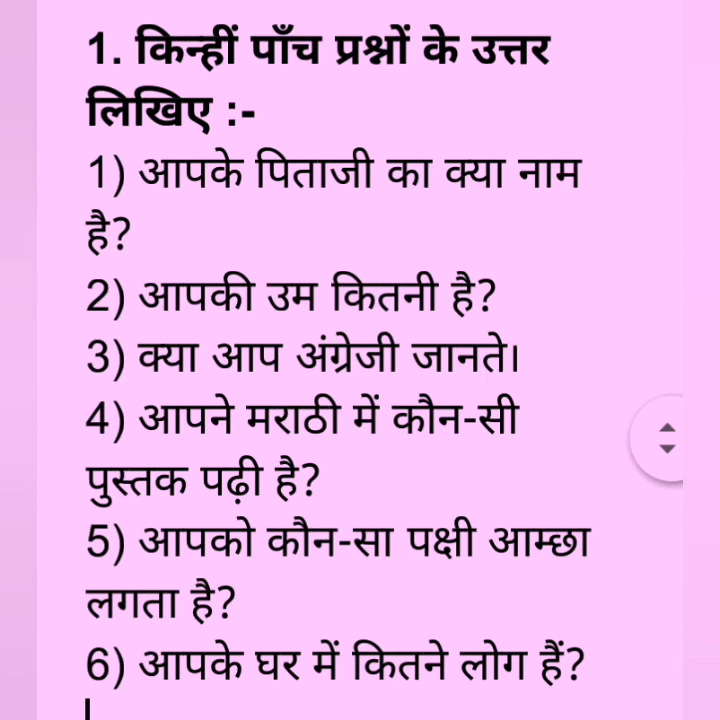 1. किन्हीं पाँच प्रश्नों के उत्तर
लिखिए :-
1) आपके पिताजी का क्या नाम
है?
2) आपकी उम कितनी है?
3) क्या आप अंग्रेजी जानते।
4) आपने मराठी में कौन-सी
पुस्तक पढ़ी है?
5) आपको कौन-सा पक्षी आम्छा
लगता है?
6) आपके घर में कितने लोग हैं?